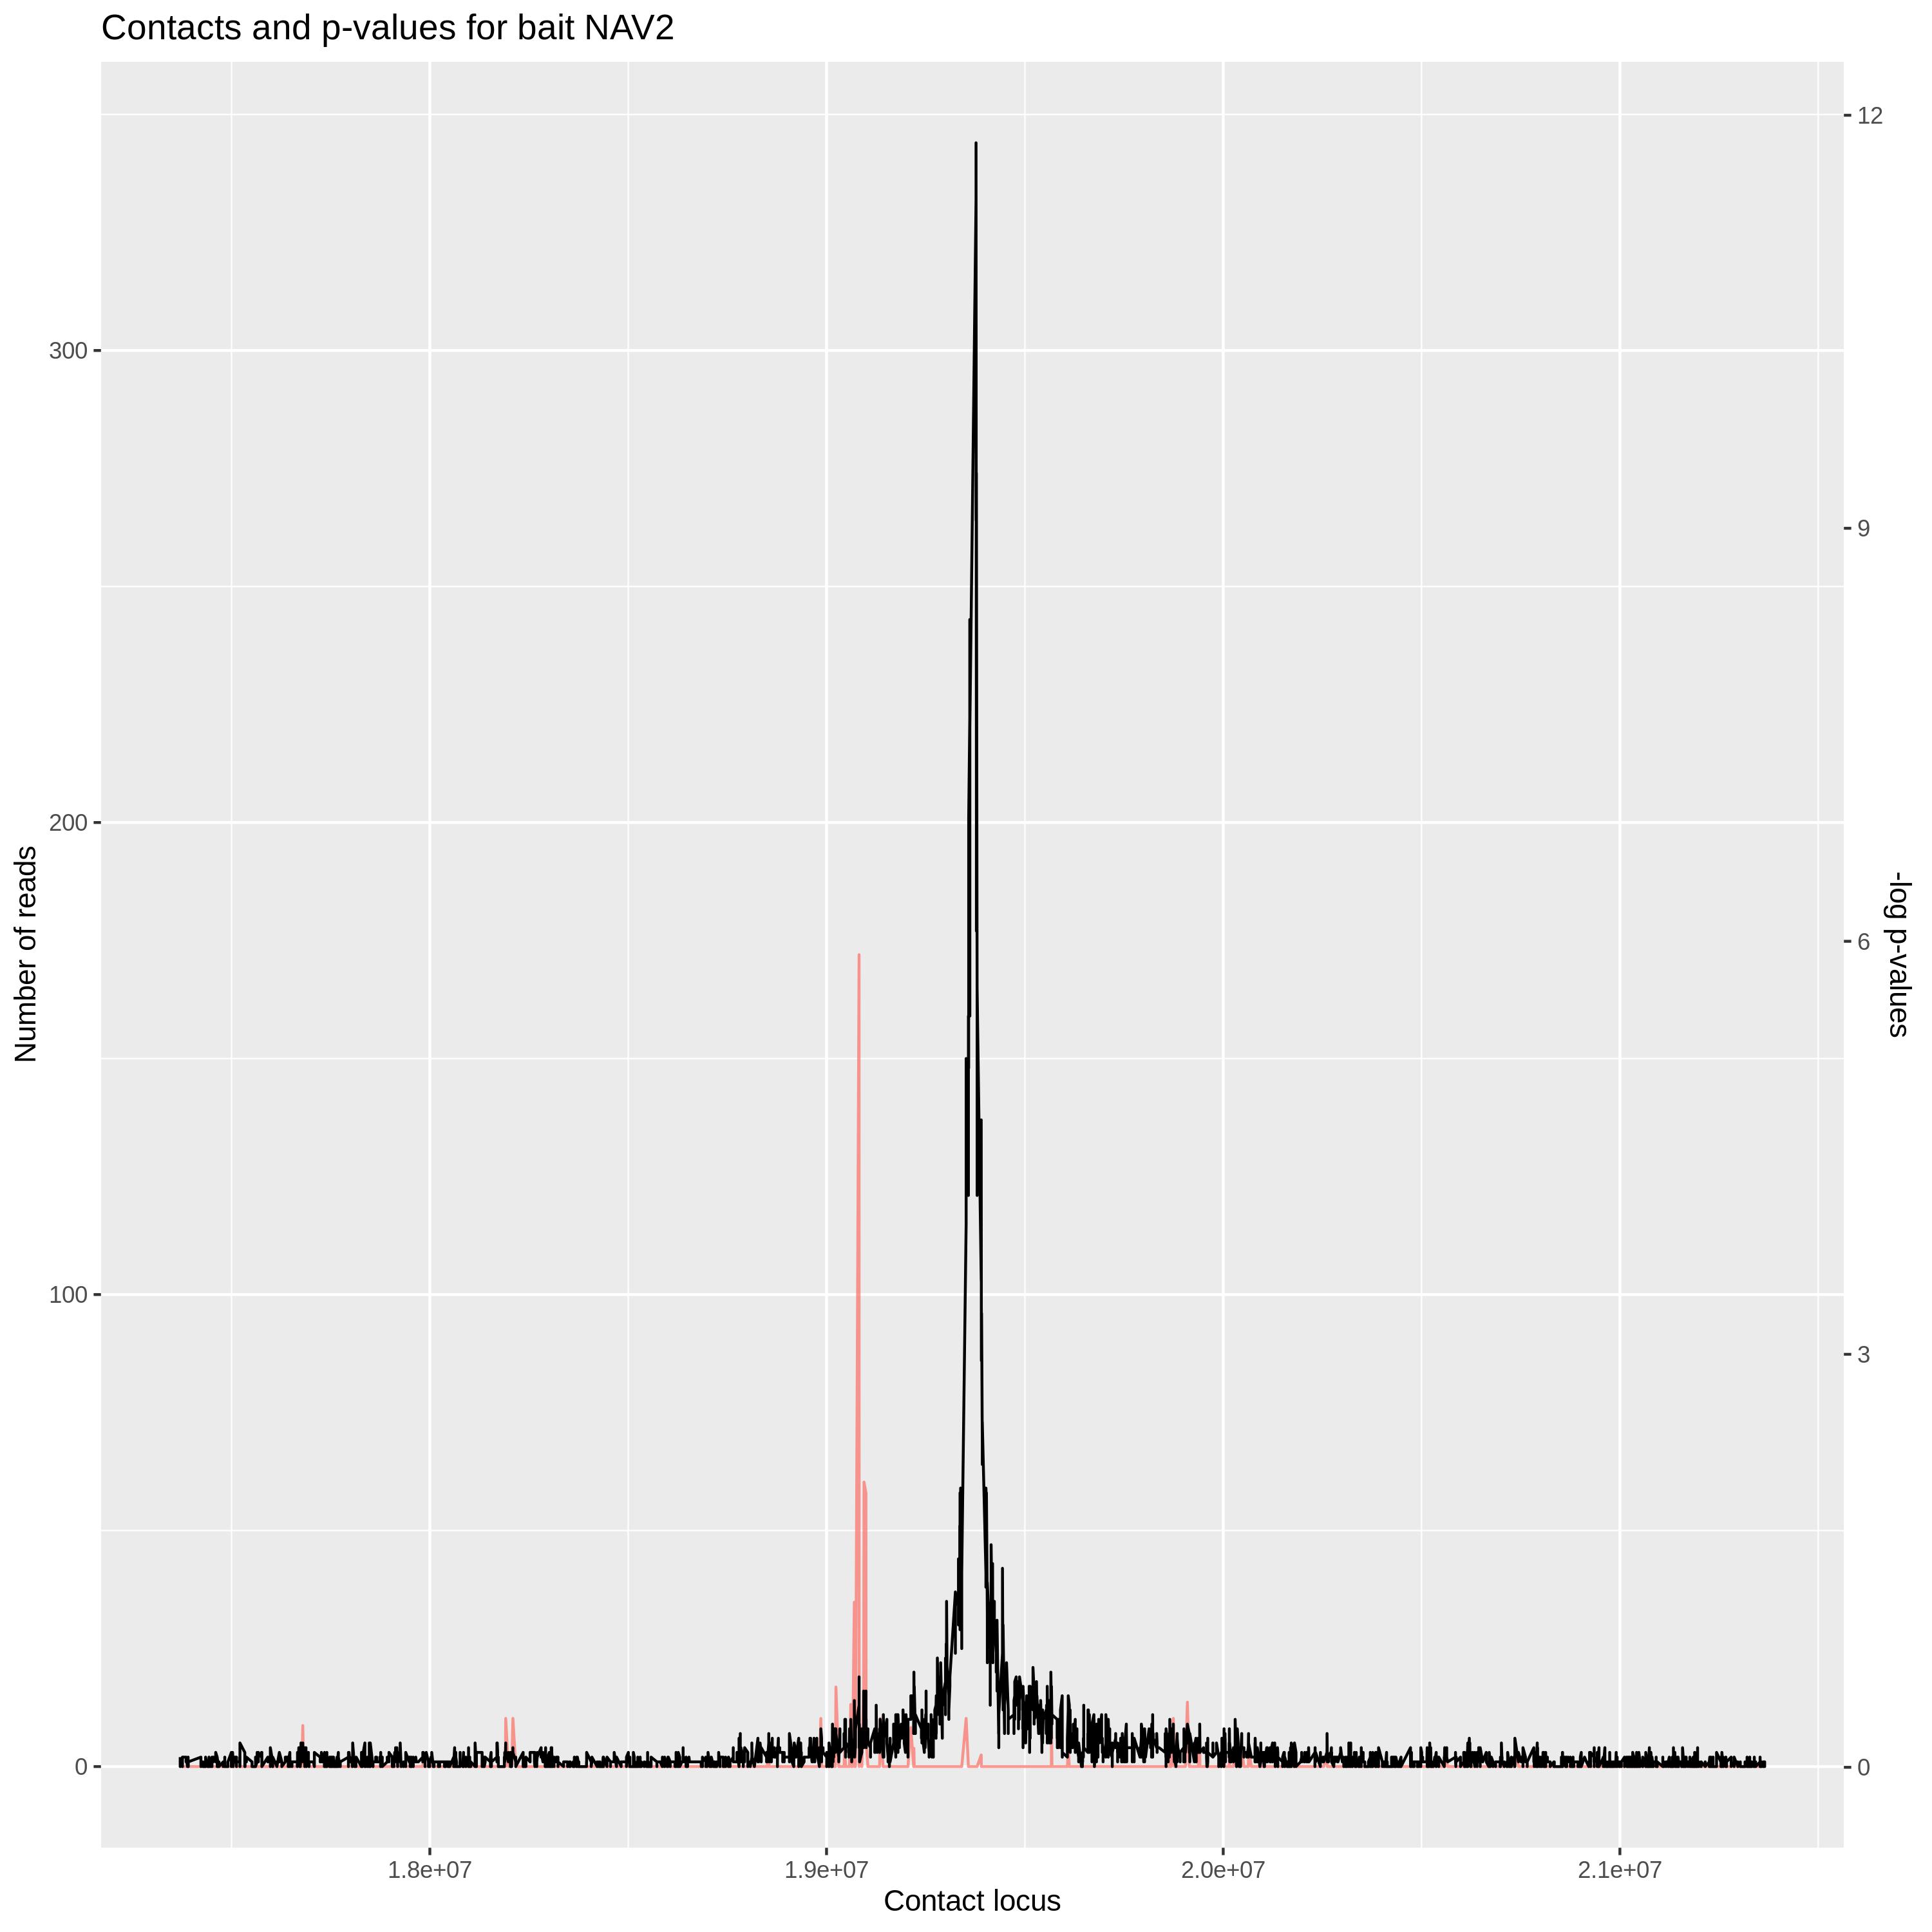 Contacts and p-values for bait NAV2
12
300
9
200
Number of reads
-log p-values
6
100
3
0
0
1.8e+07
1.9e+07
2.0e+07
2.1e+07
Contact locus